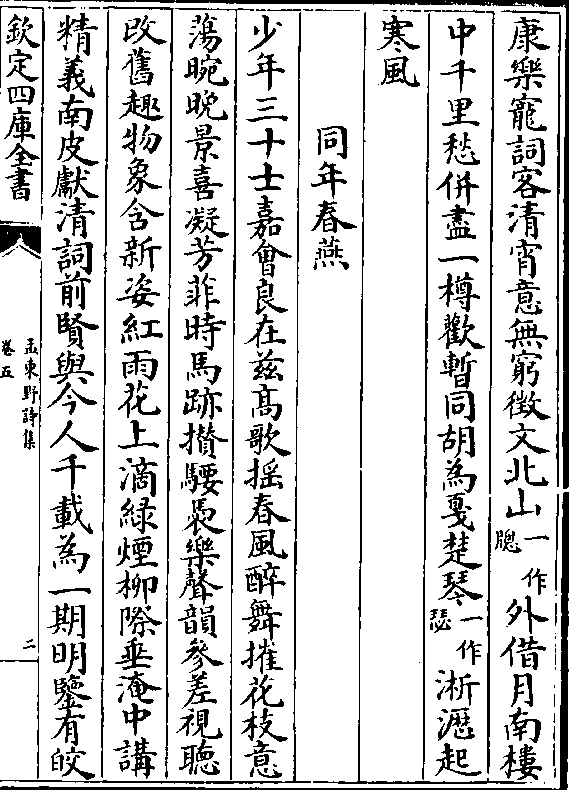 康樂寵詞客清宵意無窮徵文北山一作牕外借月南樓
中千里愁併盡一樽歡暫同胡為戛楚琴一作瑟淅瀝起
寒風
同年春燕
少年三十士嘉會良在兹高歌揺春風醉舞摧花枝意
蕩晼晚景喜凝芳菲時馬跡攢騕褭樂聲韻參差視聽
改舊趣物象含新姿紅雨花上滴綠煙柳際垂淹中講
精義南皮獻清詞前賢與今人千載為一期明鑒有皎
欽定四庫全書
孟東野詩集
卷五
二